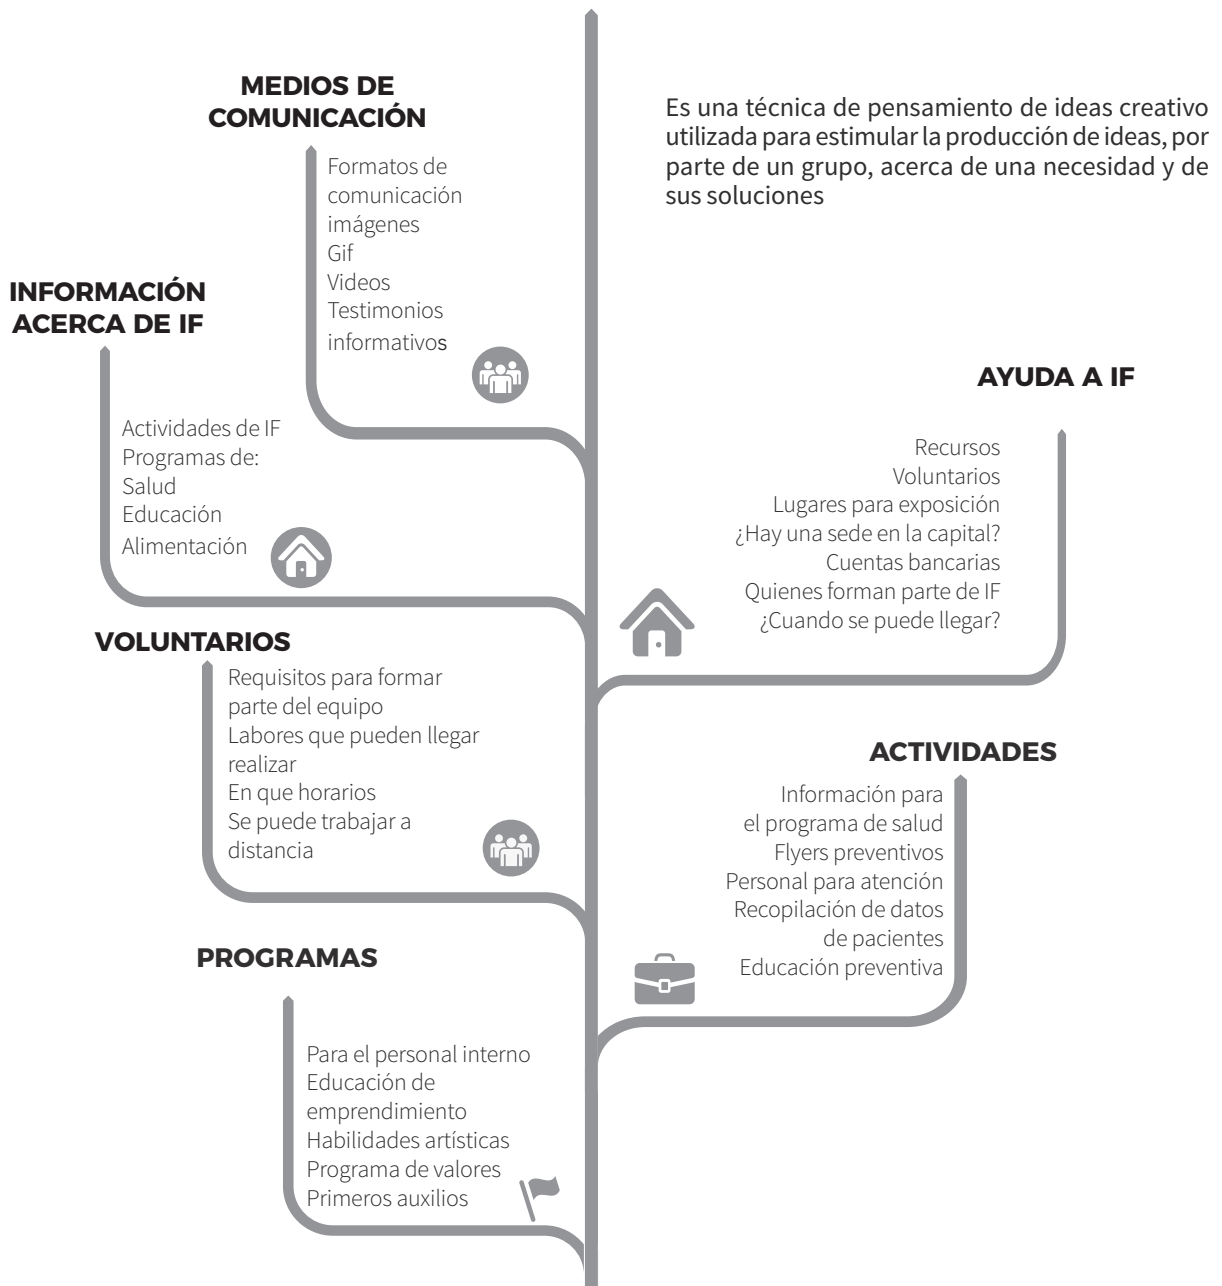 MEDIOS DE
COMUNICACIÓN
Formatos de
comunicación
imágenes
Gif
Videos
Testimonios
informativos
Es una técnica de pensamiento de ideas creativo
utilizada para estimular la producción de ideas, por
parte de un grupo, acerca de una necesidad y de
sus soluciones
INFORMACIÓN
ACERCA DE IF
Actividades de IF
Programas de:
Salud
Educación
Alimentación
AYUDA A IF
Recursos
Voluntarios
Lugares para exposición
¿Hay una sede en la capital?
Cuentas bancarias
Quienes forman parte de IF
¿Cuando se puede llegar?
VOLUNTARIOS
Requisitos para formar
parte del equipo
Labores que pueden llegar
realizar
En que horarios
Se puede trabajar a
distancia
ACTIVIDADES
Información para
el programa de salud
Flyers preventivos
Personal para atención
Recopilación de datos
de pacientes
Educación preventiva
PROGRAMAS
Para el personal interno
Educación de
emprendimiento
Habilidades artísticas
Programa de valores
Primeros auxilios